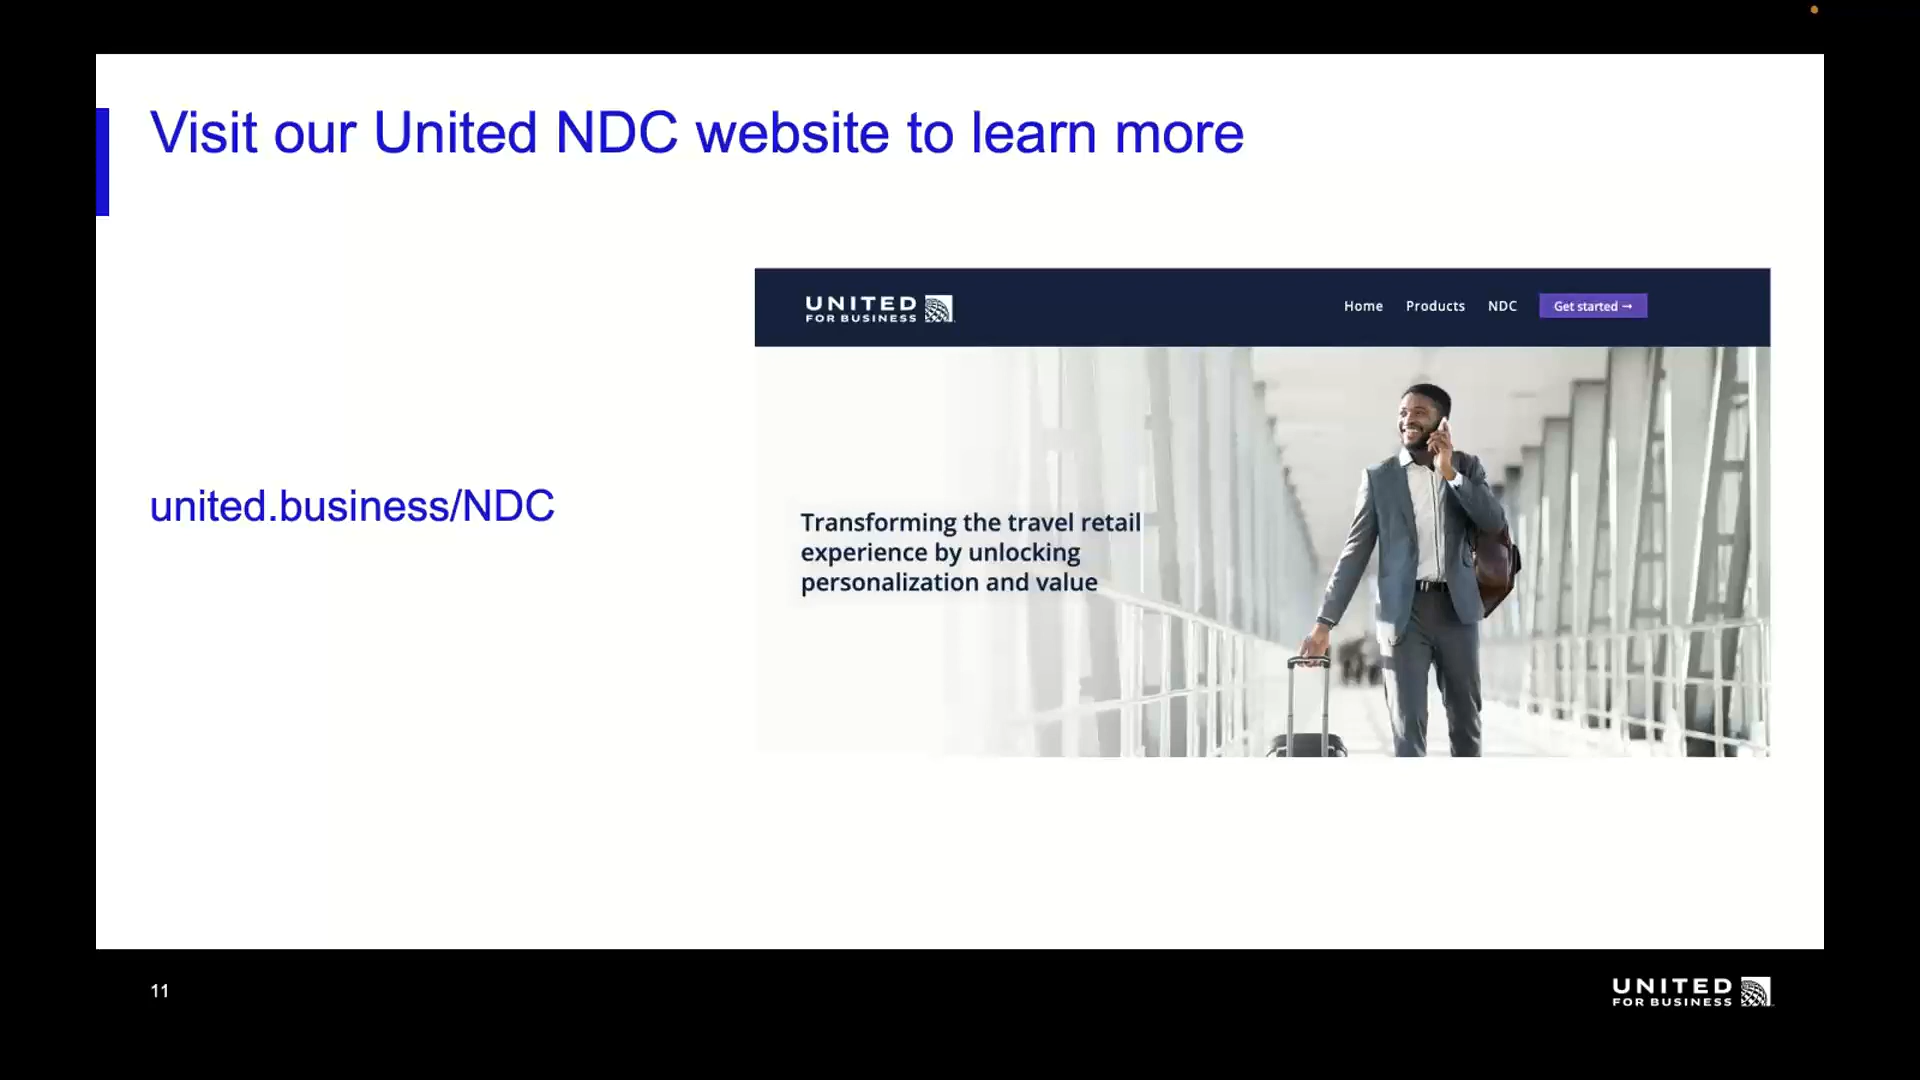 Visit our United NDC website to learn more
united.business/NDC
UNITED
FOR BUSINESS
Home Products NDC Get started →
Transforming the travel retail
experience by unlocking
personalization and value
11
UNITED
FOR BUSINESS